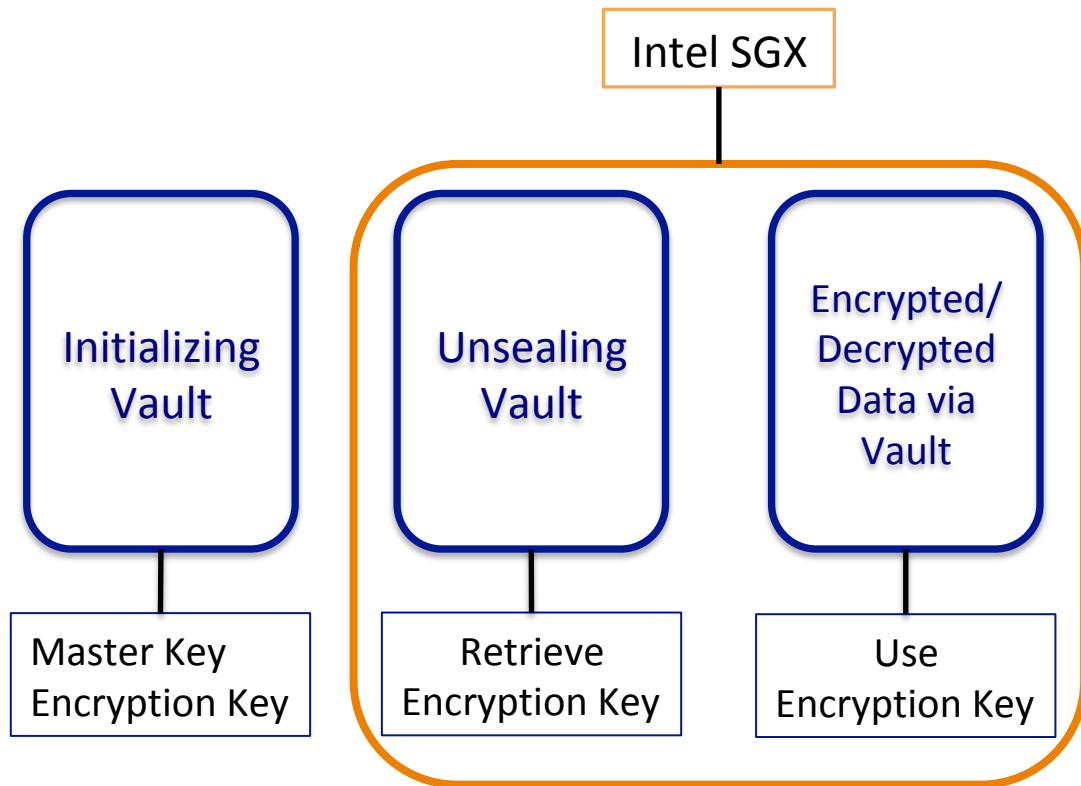 Intel SGX
Initializing
Vault
Unsealing
Vault
Encrypted/
Decrypted
Data via
Vault
Master Key
Encryption Key
Retrieve
Encryption Key
Use
Encryption Key